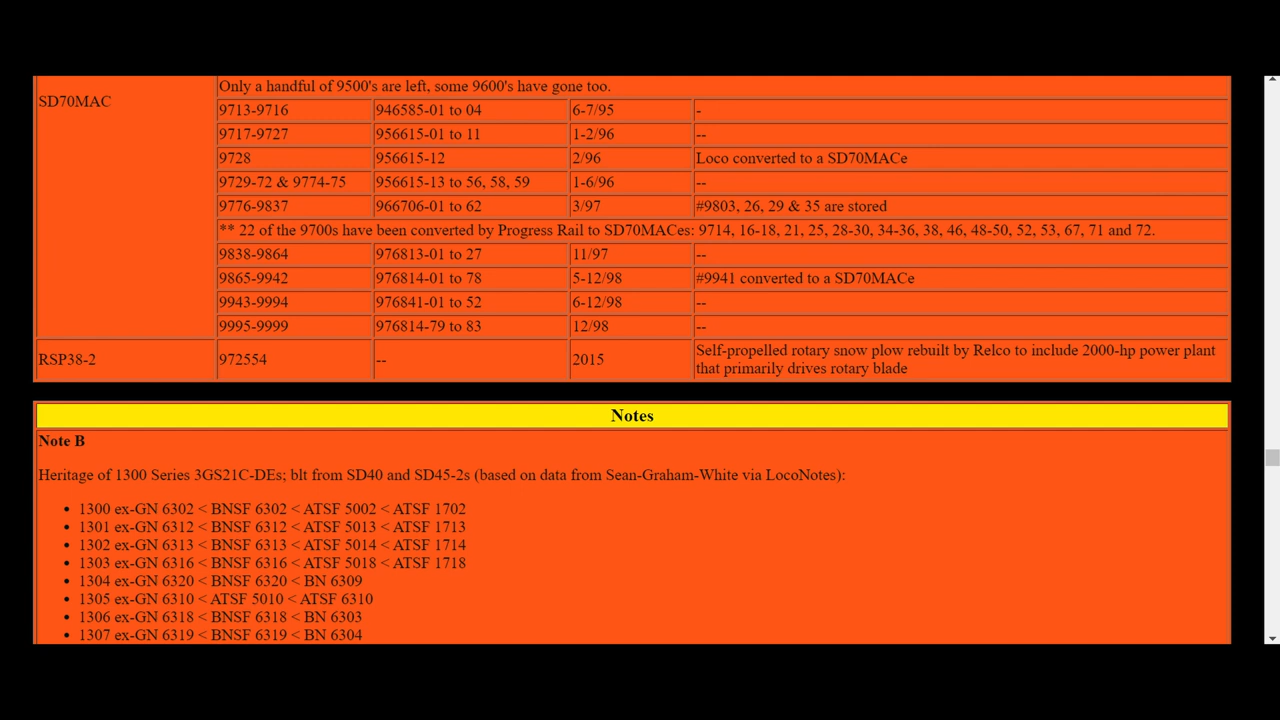 Only a handful of 9500's are left, some 9600's have gone too.
SD70MAC
9713-9716 946585-01 to 04 6-7/95 -
9717-9727 956615-01 to 11 1-2/96 --
9728 956615-12 2/96 Loco converted to a SD70MACe
9729-72 & 9774-75 956615-13 to 56, 58, 59 1-6/96 --
9776-9837 966706-01 to 62 3/97 #9803, 26, 29 & 35 are stored
** 22 of the 9700s have been converted by Progress Rail to SD70MACes: 9714, 16-18, 21, 25, 28-30, 34-36, 38, 46, 48-50, 52, 53, 67, 71 and 72.
9838-9864 976813-01 to 27 11/97 --
9865-9942 976814-01 to 78 5-12/98 #9941 converted to a SD70MACe
9943-9994 976841-01 to 52 6-12/98 --
9995-9999 976814-79 to 83 12/98 --
RSP38-2 972554 -- 2015 Self-propelled rotary snow plow rebuilt by Relco to include 2000-hp power plant
that primarily drives rotary blade
Notes
Note B
Heritage of 1300 Series 3GS21C-DEs; blt from SD40 and SD45-2s (based on data from Sean-Graham-White via LocoNotes):
• 1300 ex-GN 6302 < BNSF 6302 < ATSF 5002 < ATSF 1702
• 1301 ex-GN 6312 < BNSF 6312 < ATSF 5013 < ATSF 1713
• 1302 ex-GN 6313 < BNSF 6313 < ATSF 5014 < ATSF 1714
• 1303 ex-GN 6316 < BNSF 6316 < ATSF 5018 < ATSF 1718
• 1304 ex-GN 6320 < BNSF 6320 < BN 6309
• 1305 ex-GN 6310 < ATSF 5010 < ATSF 6310
• 1306 ex-GN 6318 < BNSF 6318 < BN 6303
• 1307 ex-GN 6319 < BNSF 6319 < BN 6304